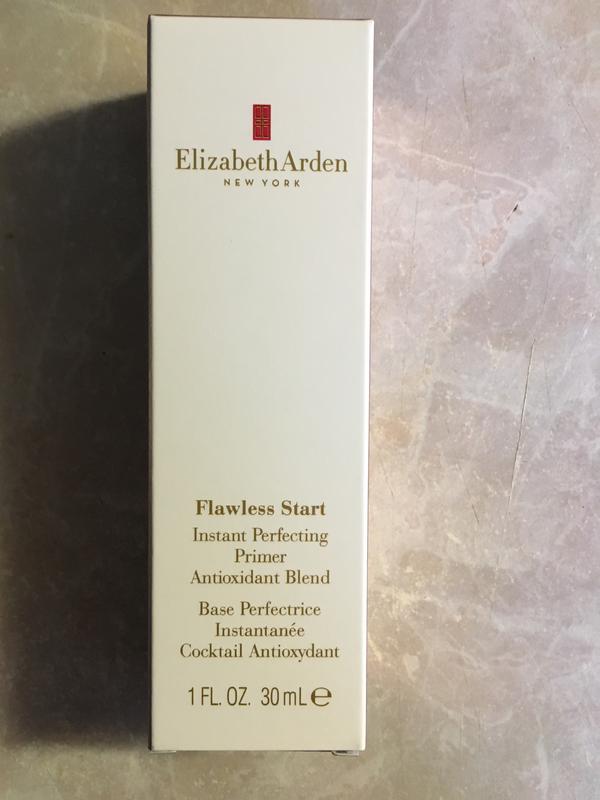 ElizabethArden
NEW YORK
Flawless Start
Instant Perfecting
Primer
Antioxidant Blend
Base Perfectrice
Instantanée
Cocktail Antioxydant
1 FL. OZ. 30 mL ℮